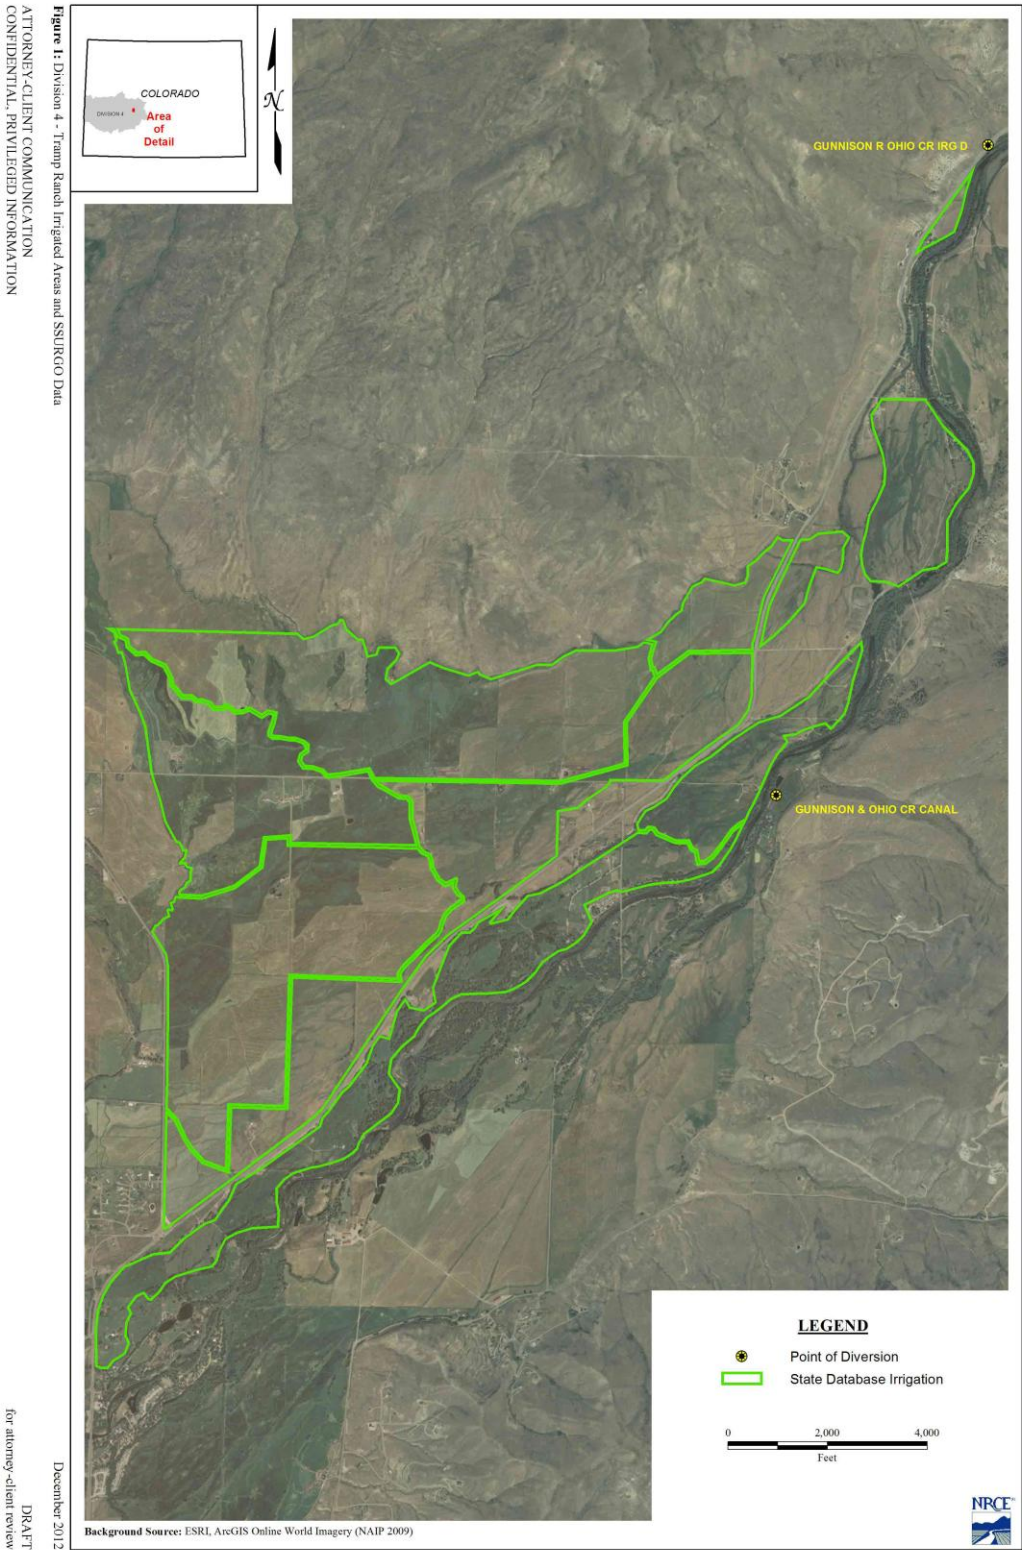 COLORADO
DIVISION 4
Area
of
Detail
N
GUNNISON R OHIO CR IRG D
GUNNISON & OHIO CR CANAL
LEGEND
Point of Diversion
State Database Irrigation
0 2,000 4,000
Feet
NRCE
Background Source: ESRI, ArcGIS Online World Imagery (NAIP 2009)
Figure 1: Division 4 - Tramp Ranch Irrigated Areas and SSURGO Data
December 2012
ATTORNEY-CLIENT COMMUNICATION
CONFIDENTIAL, PRIVILEGED INFORMATION
DRAFT
for attorney-client review